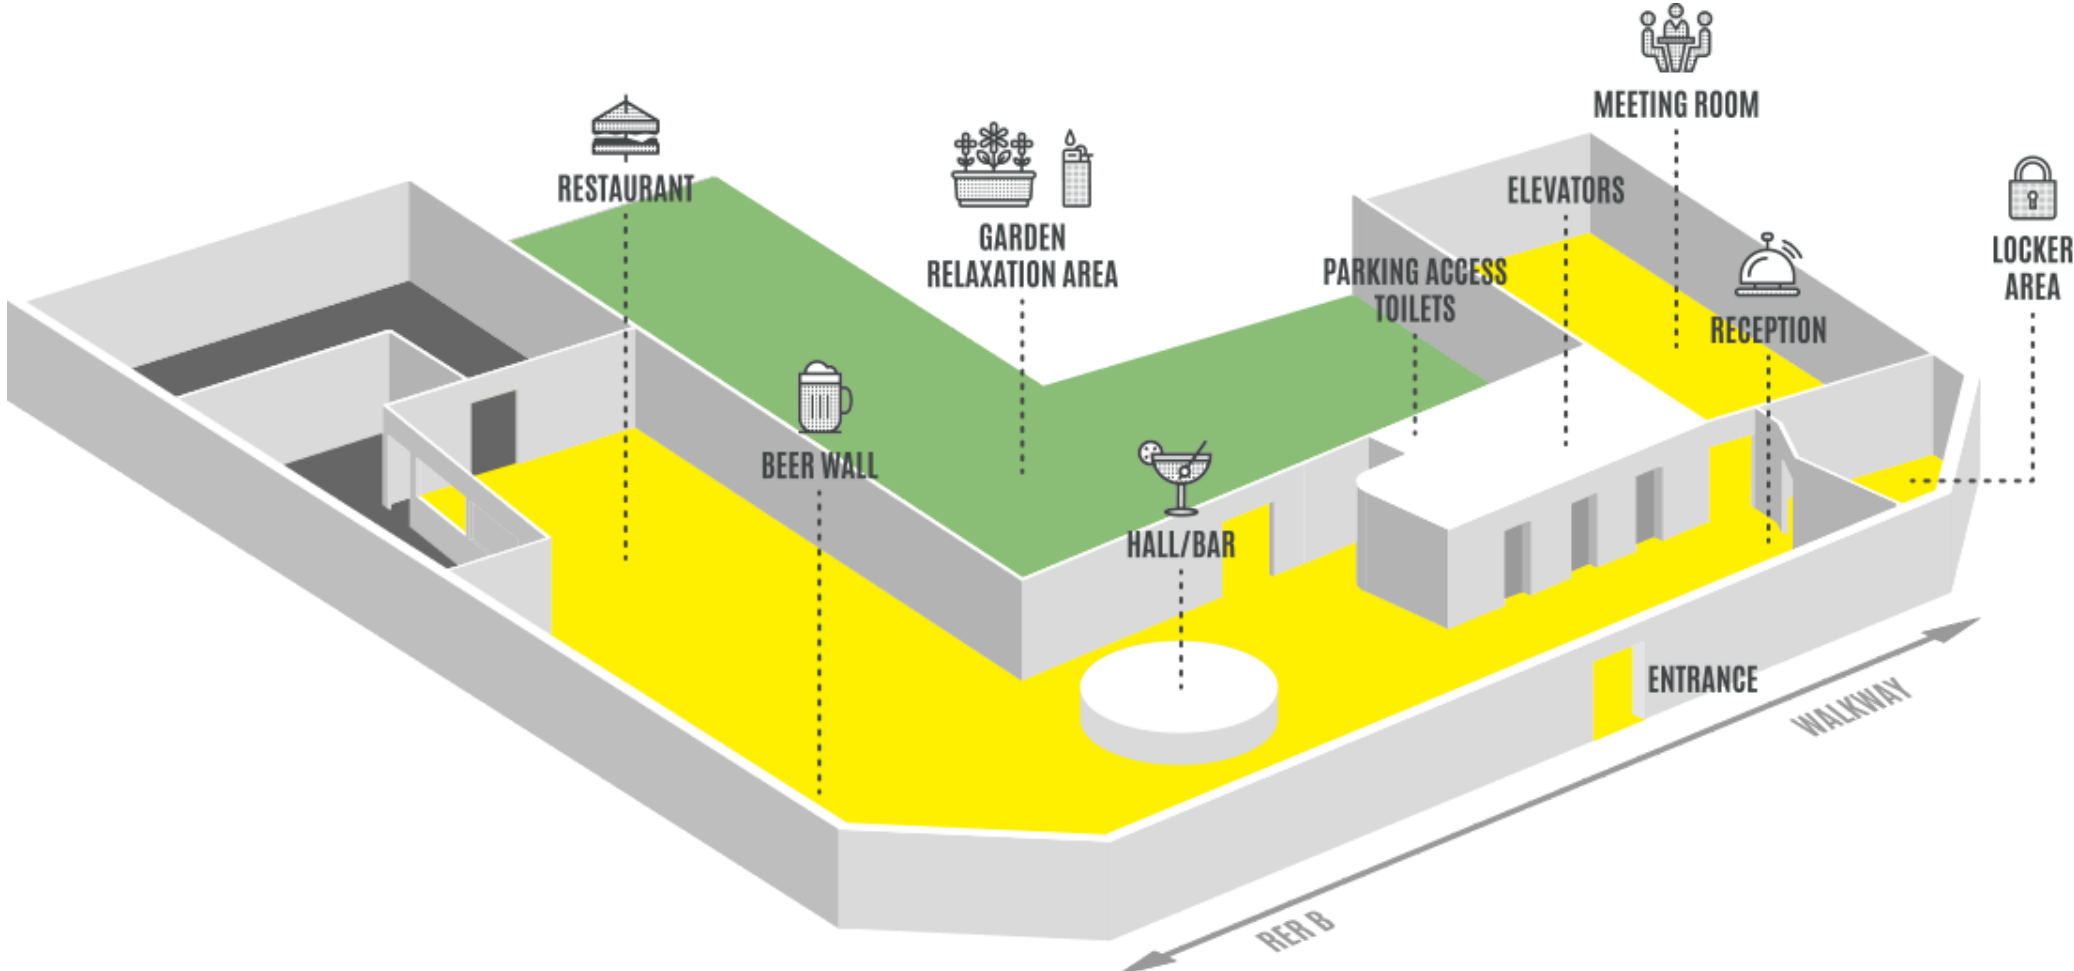 MEETING ROOM
RESTAURANT
ELEVATORS
GARDEN
RELAXATION AREA
LOCKER
AREA
PARKING ACCESS
TOILETS
RECEPTION
BEER WALL
HALL/BAR
ENTRANCE
WALKWAY
RER B